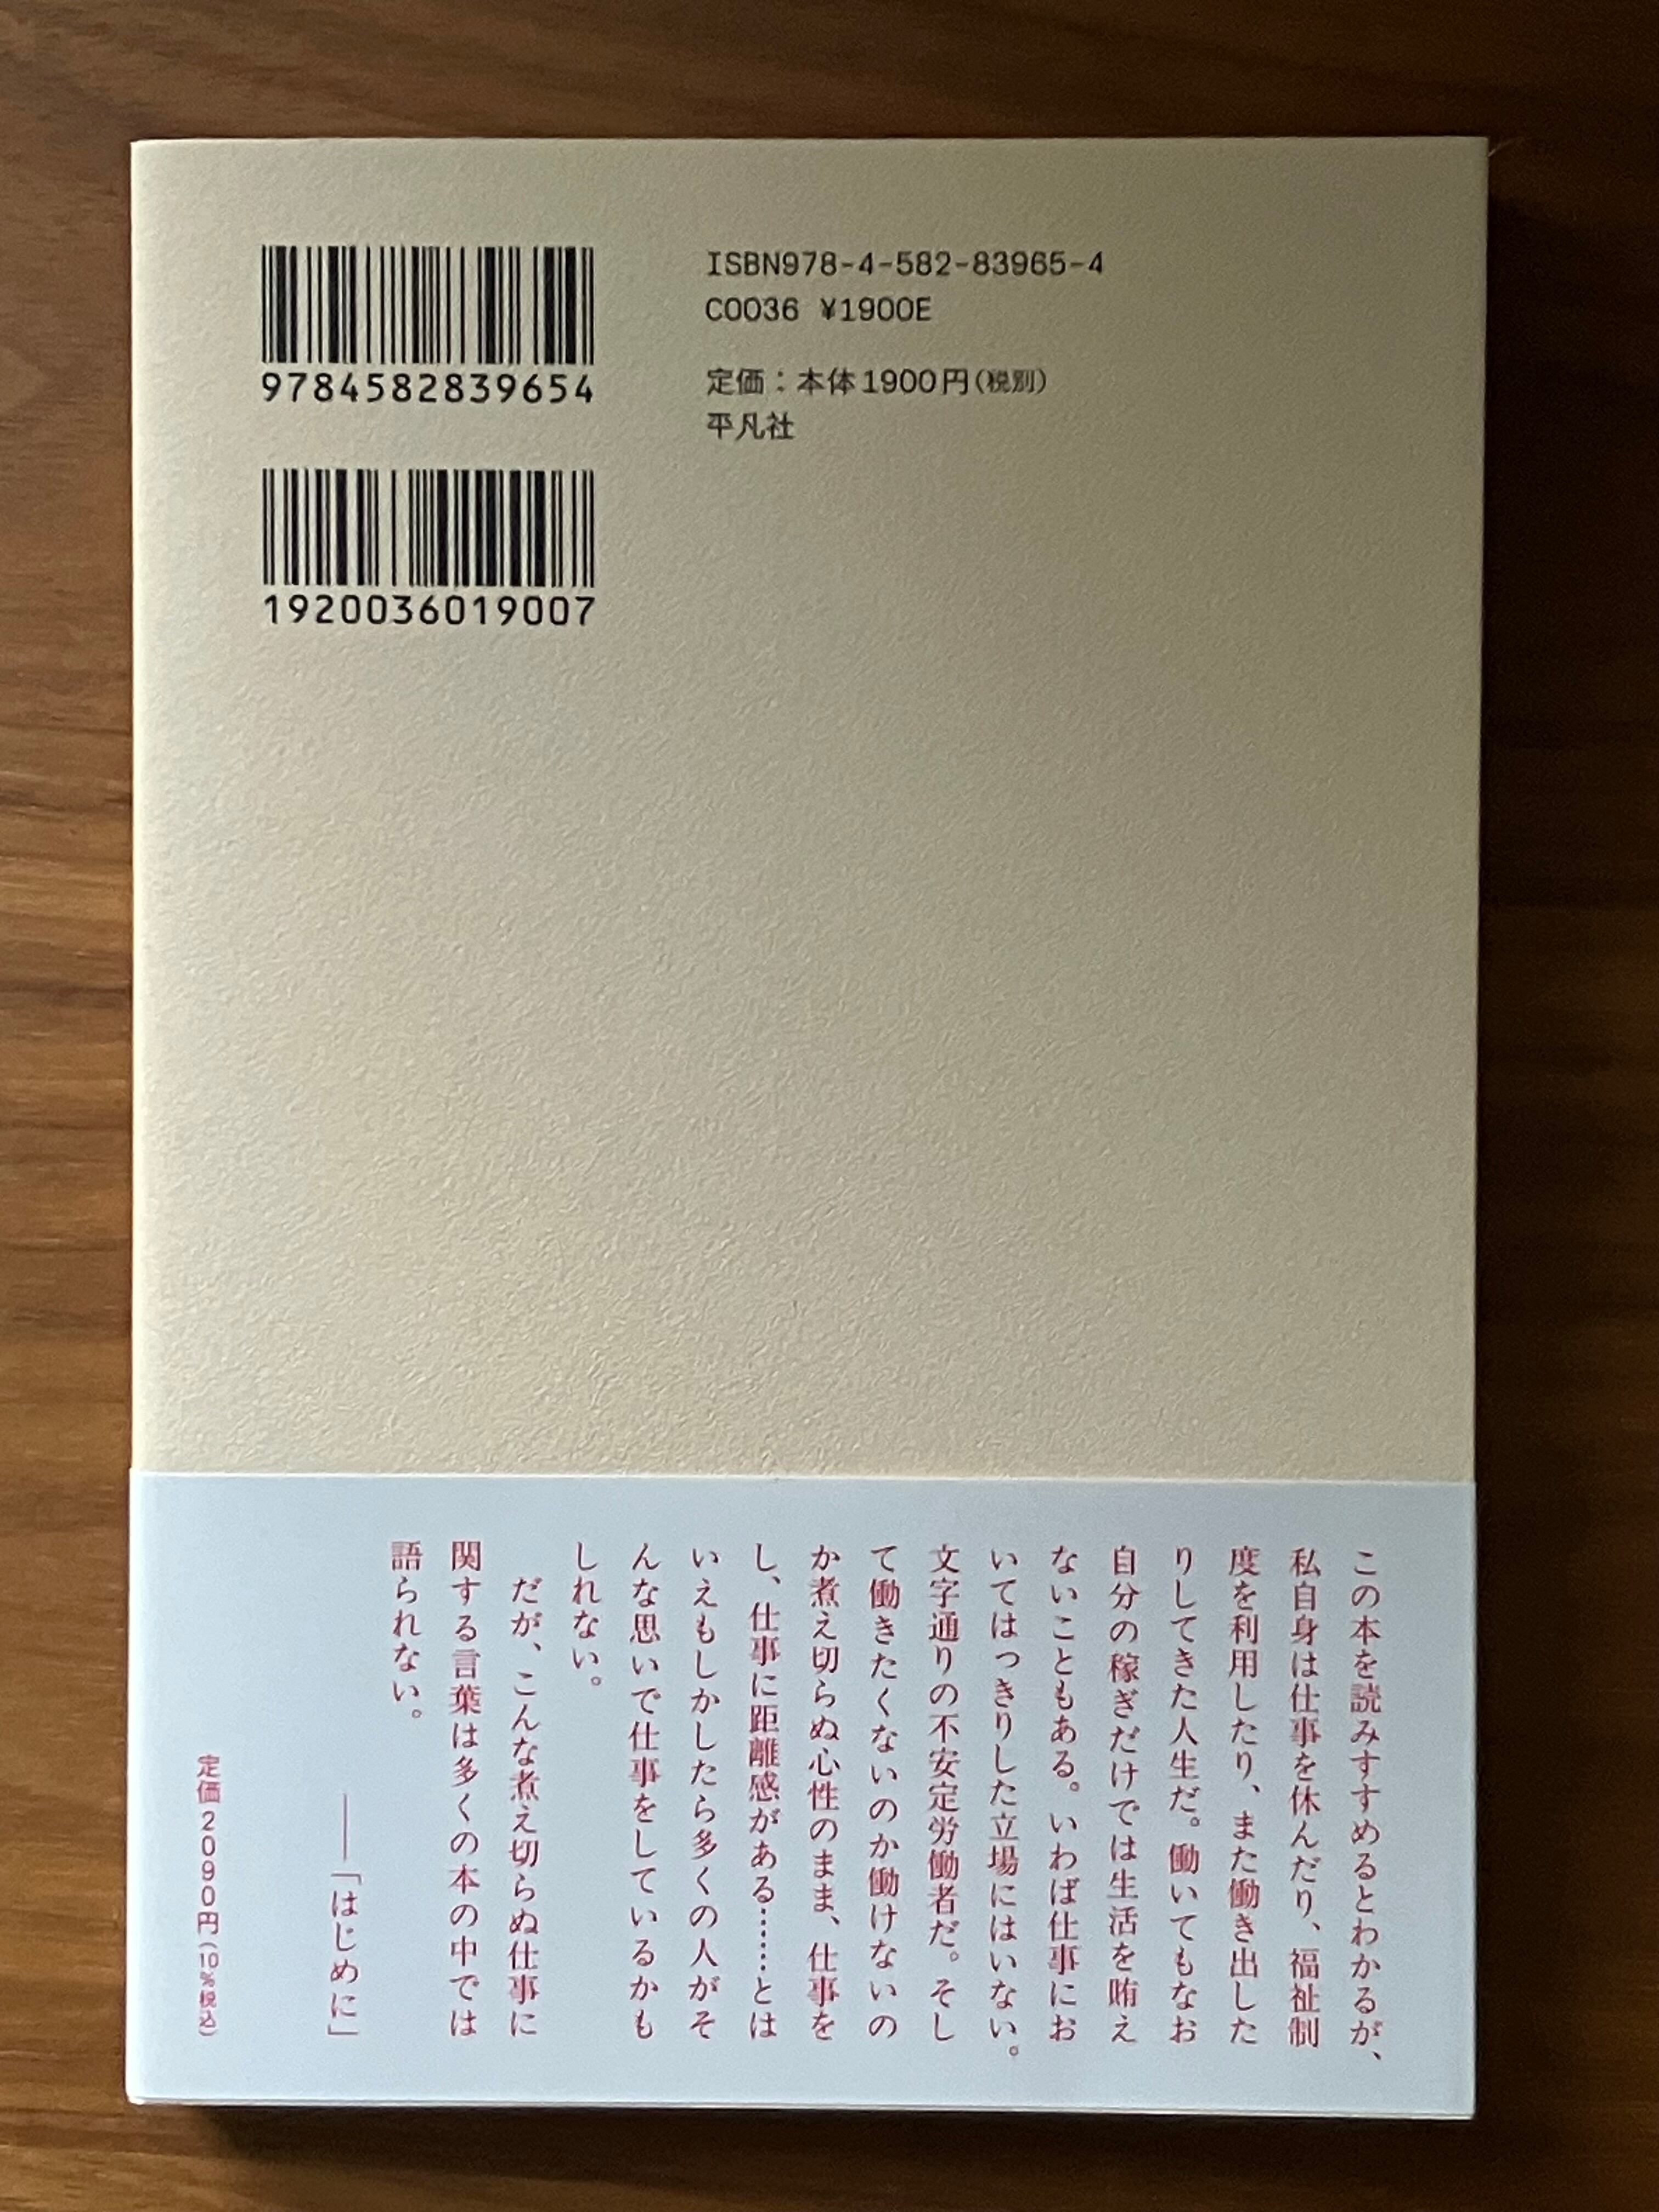 9784582839654
1920036019007
ISBN978-4-582-83965-4
C0036 ¥1900E
定価：本体1900円（税別）
平凡社
この本を読みすすめるとわかるが、
私自身は仕事を休んだり、福祉制
度を利用したり、また働き出した
りしてきた人生だ。働いてもなお
自分の稼ぎだけでは生活を賄え
ないこともある。いわば仕事にお
いてはっきりした立場にはいない。
文字通りの不安定労働者だ。そし
て働きたくないのか働けないの
か煮え切らぬ心性のまま、仕事を
し、仕事に距離感がある……とは
いえもしかしたら多くの人がそ
んな思いで仕事をしているかも
しれない。
だが、こんな煮え切らぬ仕事に
関する言葉は多くの本の中では
語られない。
――「はじめに」
定価2090円（10％税込）